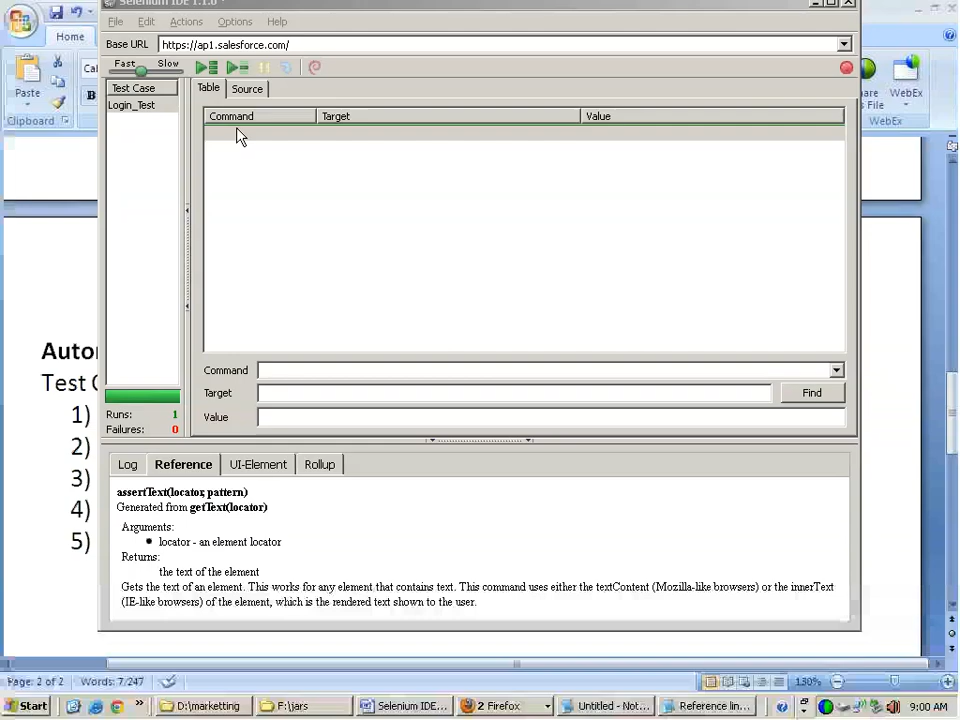 Selenium IDE 1.1.0 *
File Edit Actions Options Help
Home
Base URL https://ap1.salesforce.com/
Fast Slow
Paste
Clipboard
Cal
B
Test Case
Login_Test
Table Source
Command Target Value
WebEx
s File
WebEx
Runs: 1
Failures: 0
Command
Target
Find
Value
Test
1)
2)
3)
4)
5)
Log Reference UI-Element Rollup
assertText(locator, pattern)
Generated from getText(locator)
Arguments:
locator - an element locator
Returns:
the text of the element
Gets the text of an element. This works for any element that contains text. This command uses either the textContent (Mozilla-like browsers) or the innerText
(IE-like browsers) of the element, which is the rendered text shown to the user.
Page: 2 of 2 Words: 7/247 130%
Start D:\marketting F:\jars Selenium IDE... 2 Firefox Untitled - Not... Reference lin... 9:00 AM